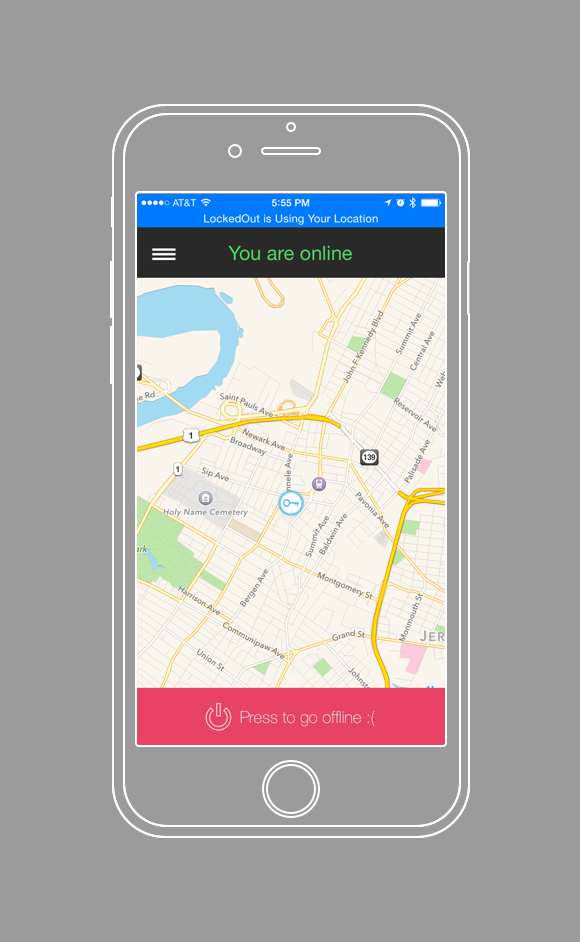 AT&T
5:55 PM
LockedOut is Using Your Location
You are online
John F Kennedy Blvd
Summit Ave
Central Ave
Saint Pauls Ave
Reservoir Ave
1
Newark Ave
Broadway
139
Palisade Ave
1
Sip Ave
Holy Name Cemetery
Pavonia Ave
Summit Ave
Baldwin Ave
Bergen Ave
Montgomery St
Harrison Ave
Monmouth St
Communipaw Ave
Grand St
JER
Union St
Press to go offline :(